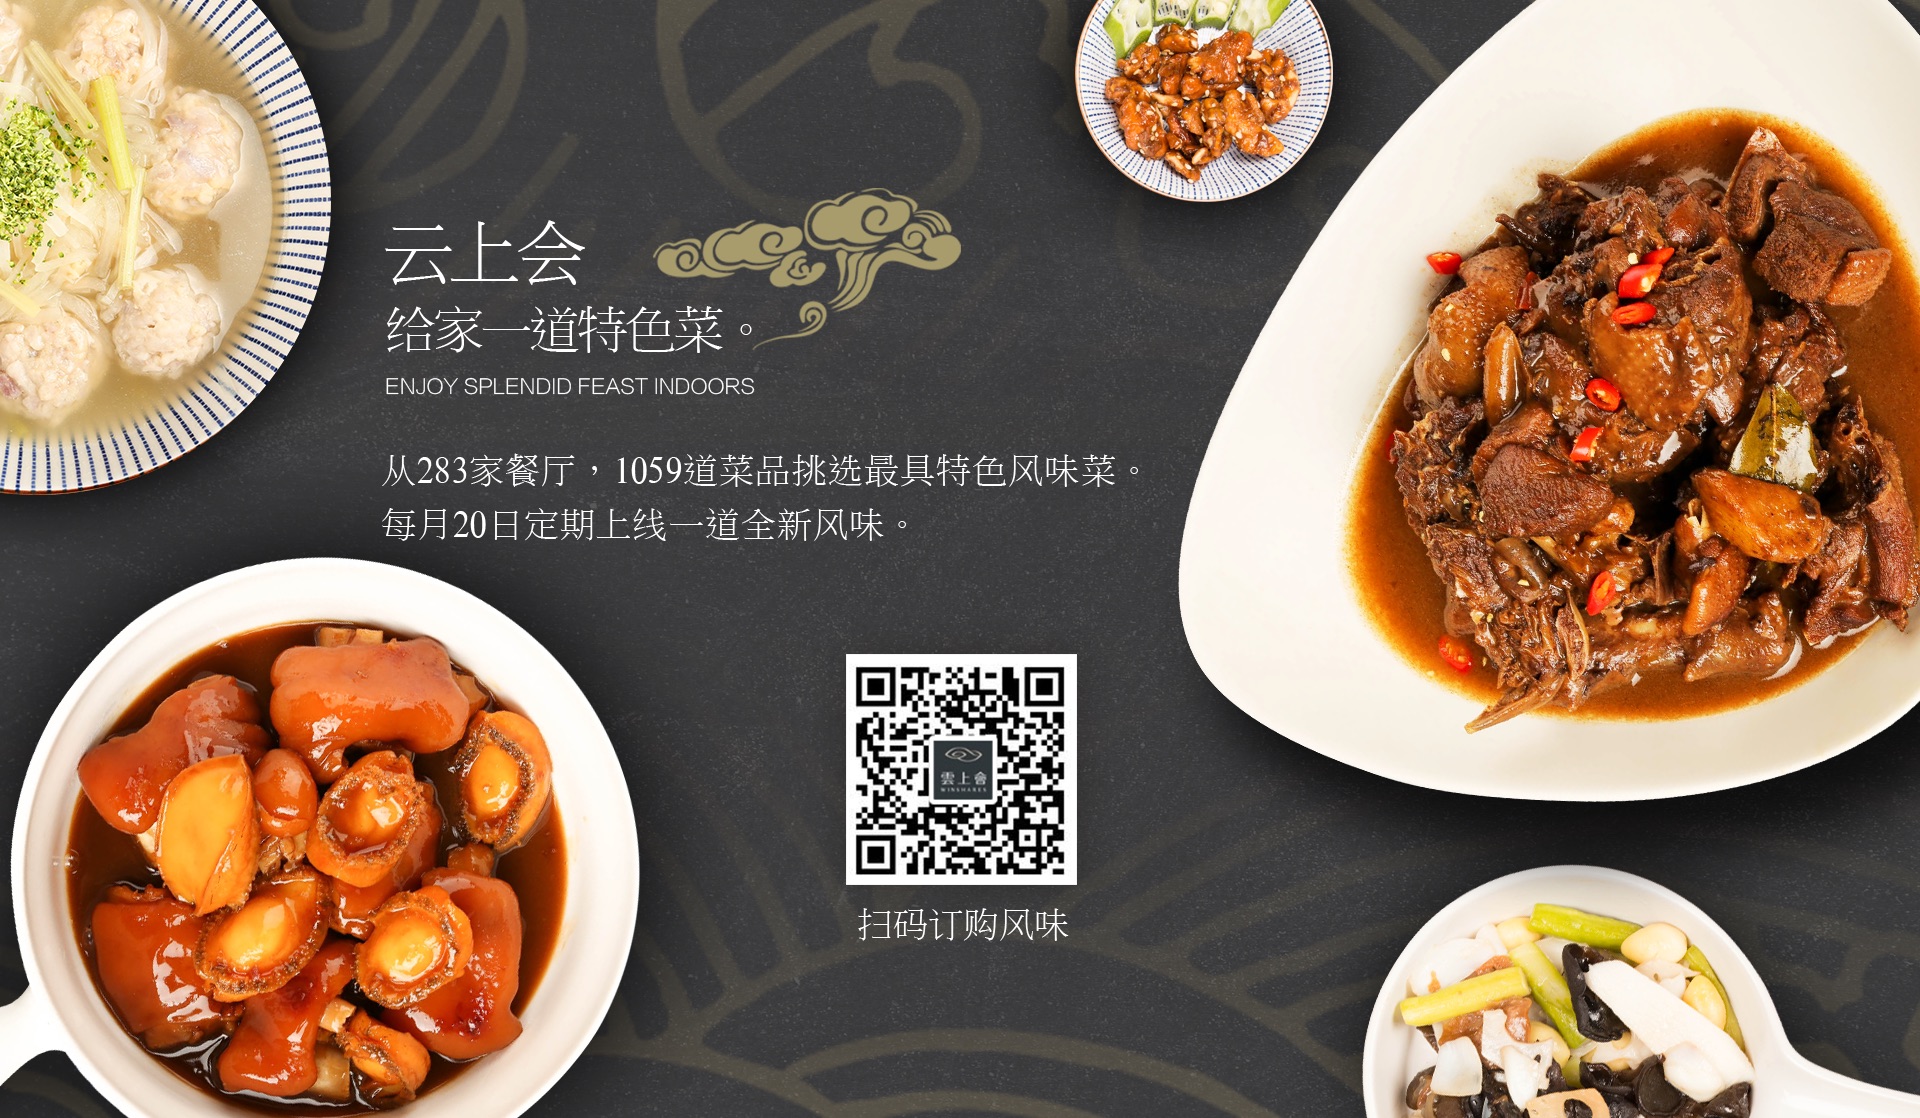 云上会
给家一道特色菜。
ENJOY SPLENDID FEAST INDOORS
从283家餐厅，1059道菜品挑选最具特色风味菜。
每月20日定期上线一道全新风味。
雲上會
WINSHARES
扫码订购风味